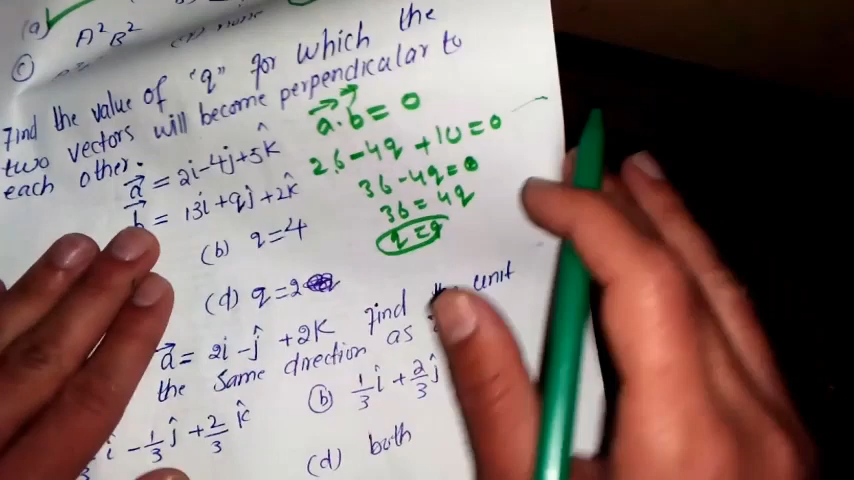 (a)
(c) A²B²
Find the value of "q" for which the
two vectors will become perpendicular to
each other.
a⃗ = 2i-4j+5k̂
b⃗ = 13i+qj+2k̂
a⃗.b⃗ = 0
26-4q+10=0
36-4q=0
36=4q
(b) q=4
(d) q=2
a⃗ = 2i-ĵ+2k Find unit
the same direction as
î - 1/3 ĵ + 2/3 k̂
(b) 1/3 î + 2/3 ĵ
(d) both